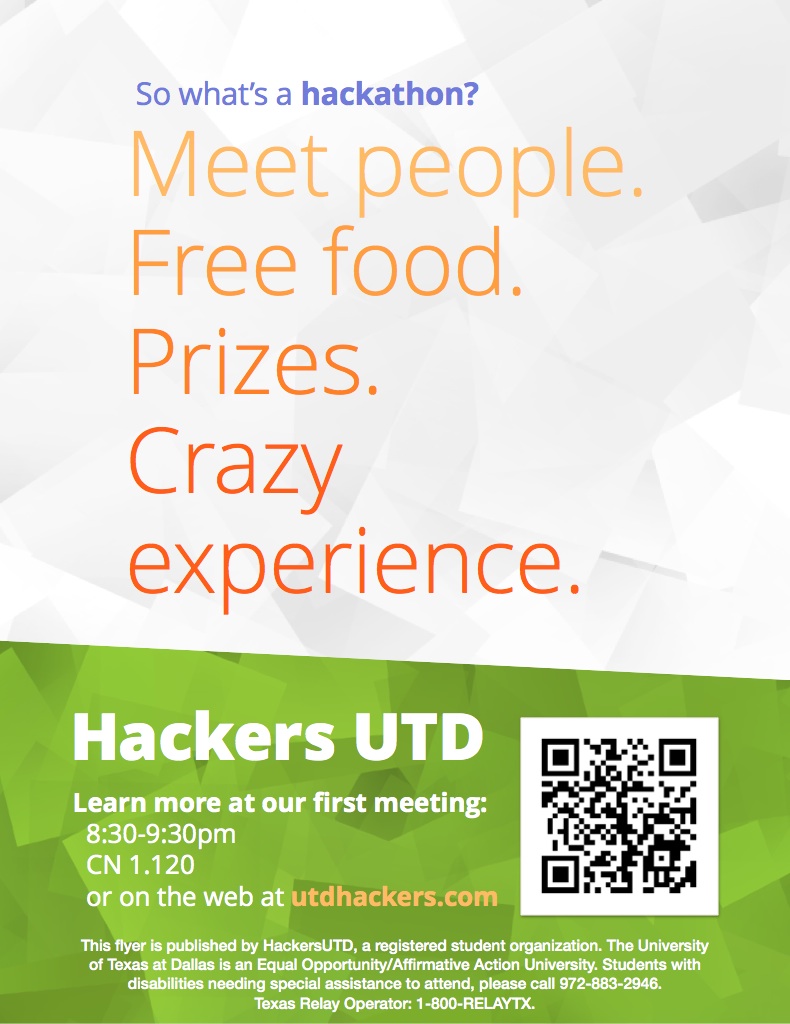 So what's a hackathon?
Meet people.
Free food.
Prizes.
Crazy
experience.
Hackers UTD
Learn more at our first meeting:
8:30-9:30pm
CN 1.120
or on the web at utdhackers.com
This flyer is published by HackersUTD, a registered student organization. The University
of Texas at Dallas is an Equal Opportunity/Affirmative Action University. Students with
disabilities needing special assistance to attend, please call 972-883-2946.
Texas Relay Operator: 1-800-RELAYTX.